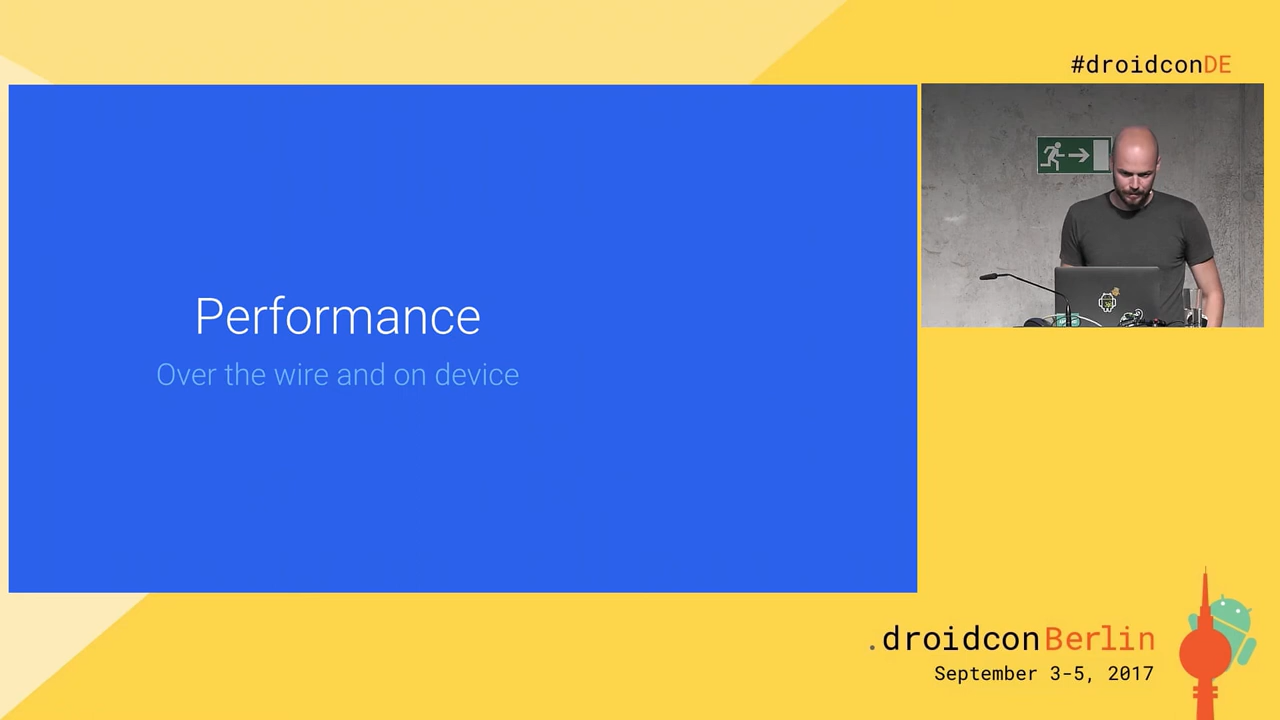 #droidconDE
Performance
Over the wire and on device
.droidconBerlin
September 3-5, 2017